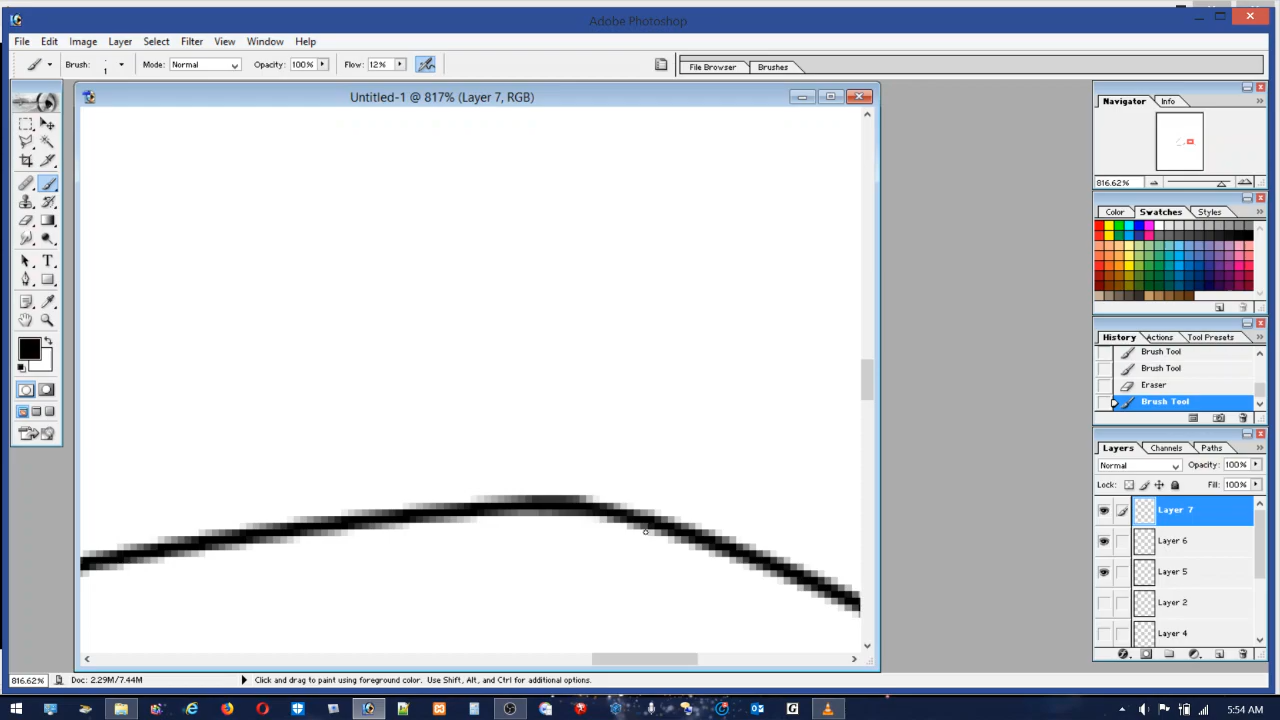 Adobe Photoshop
File Edit Image Layer Select Filter View Window Help
Brush: 1 Mode: Normal Opacity: 100% Flow: 12% File Browser Brushes
Untitled-1 @ 817% (Layer 7, RGB)
Navigator Info
816.62%
Color Swatches Styles
History Actions Tool Presets
Brush Tool
Brush Tool
Eraser
Brush Tool
Layers Channels Paths
Normal Opacity: 100%
Lock: Fill: 100%
Layer 7
Layer 6
Layer 5
Layer 2
Layer 4
816.62% Doc: 2.29M/7.44M Click and drag to paint using foreground color. Use Shift, Alt, and Ctrl for additional options.
5:54 AM